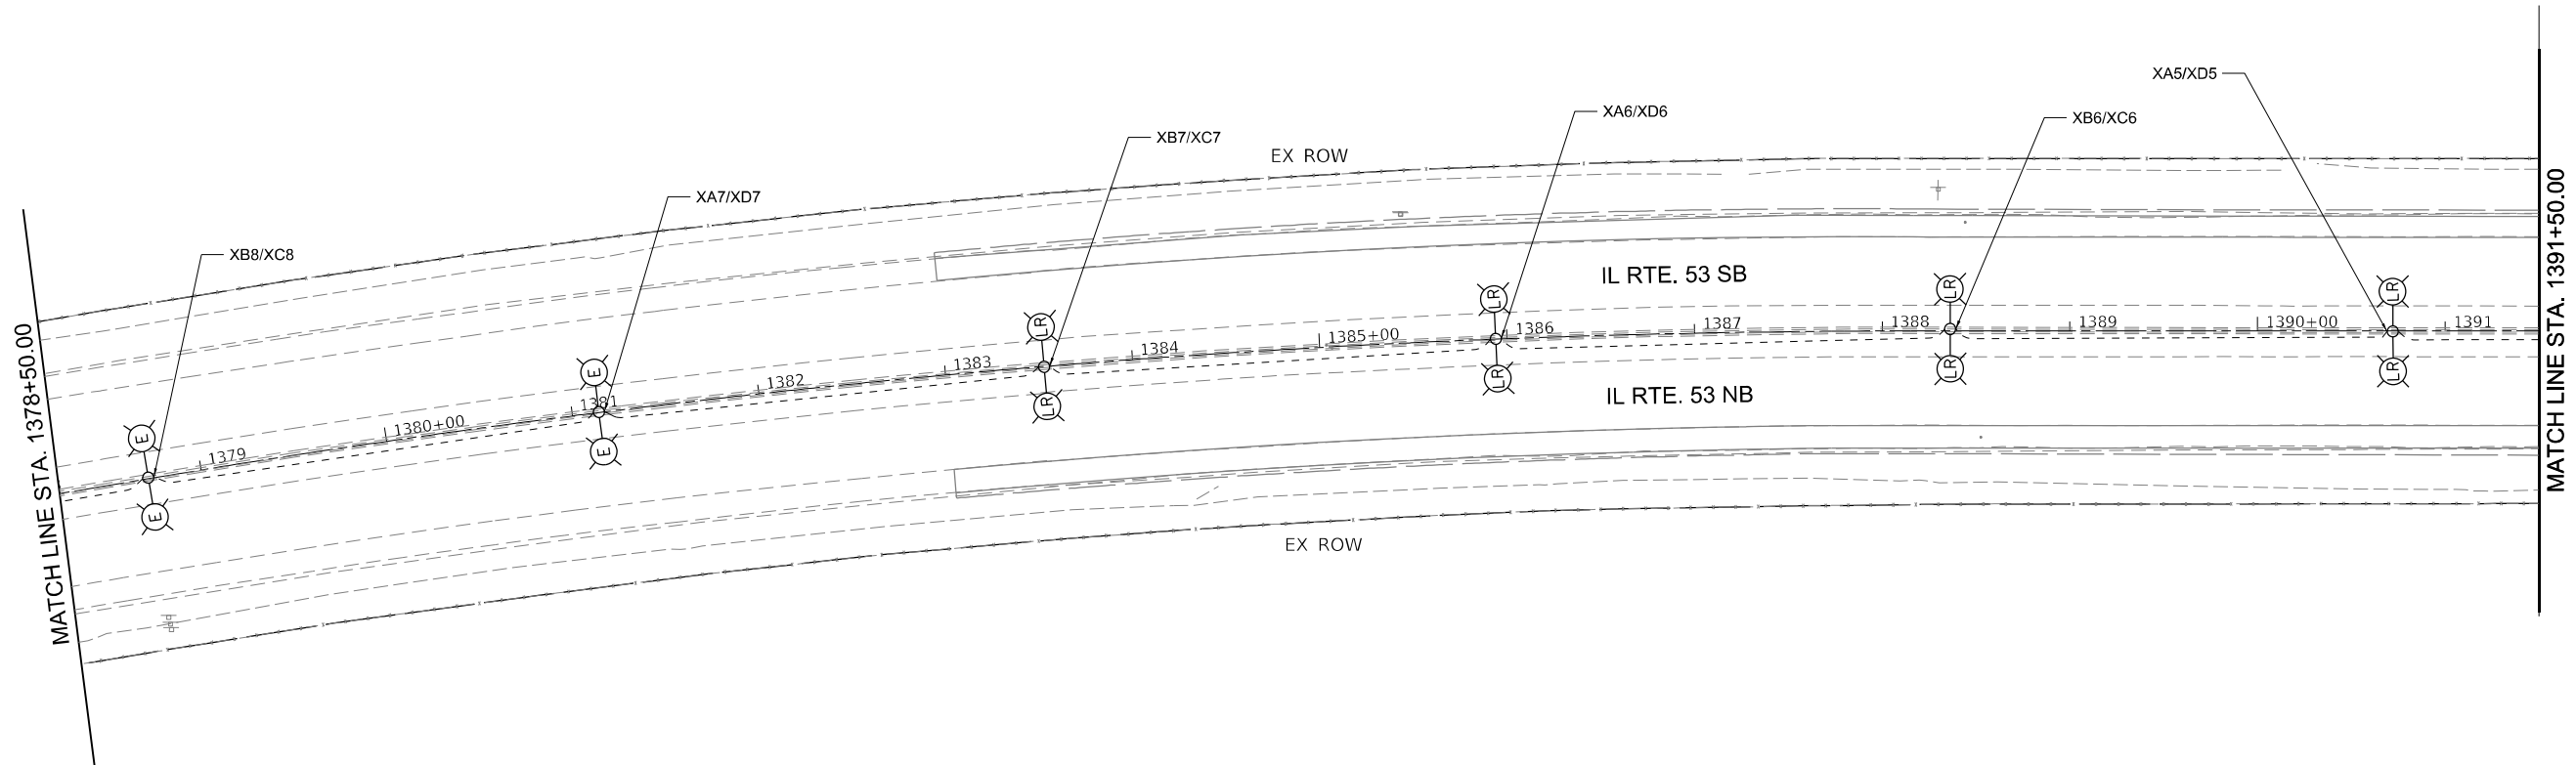 XA5/XD5
XA6/XD6
XB6/XC6
XB7/XC7
EX ROW
XA7/XD7
XB8/XC8
IL RTE. 53 SB
LR
LR
LR
LR
E
E
1379
1380+00
1381
1382
1383
1384
1385+00
1386
1387
1388
1389
1390+00
1391
LR
LR
LR
LR
E
E
IL RTE. 53 NB
EX ROW
MATCH LINE STA. 1378+50.00
MATCH LINE STA. 1391+50.00